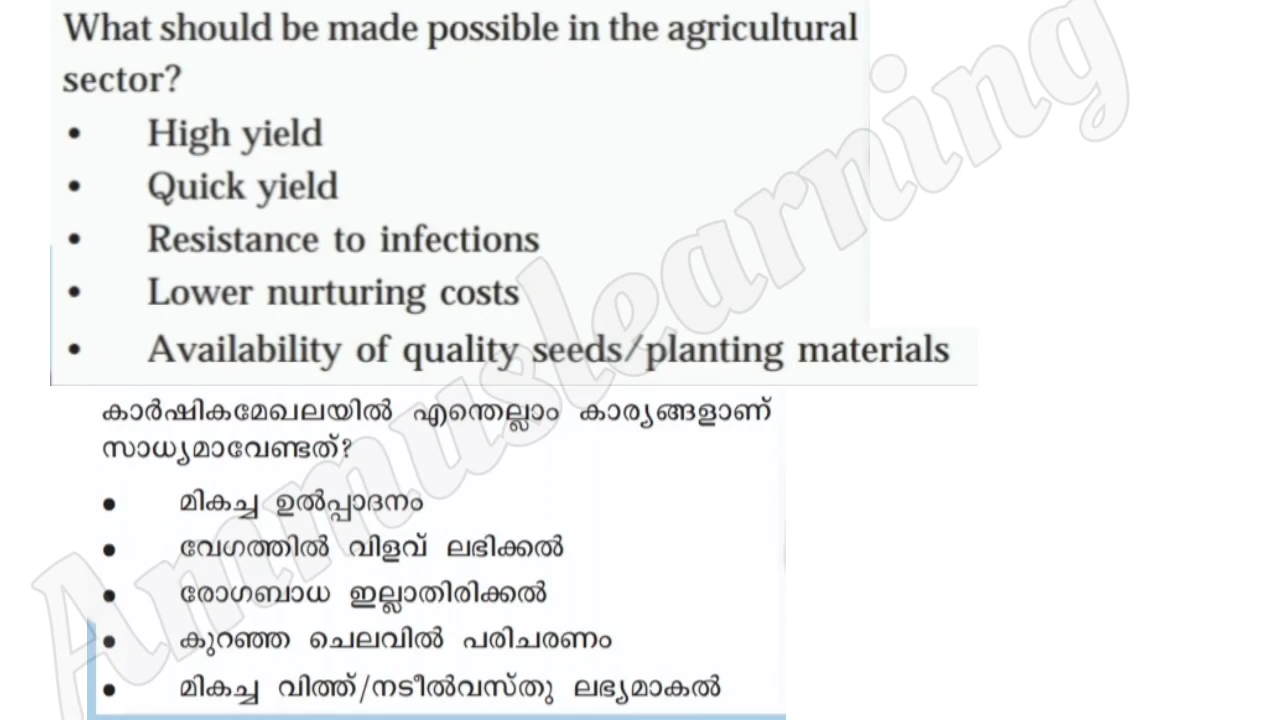 What should be made possible in the agricultural
sector?
• High yield
• Quick yield
• Resistance to infections
• Lower nurturing costs
• Availability of quality seeds/planting materials
കാർഷികമേഖലയിൽ എന്തെല്ലാം കാര്യങ്ങളാണ്
സാധ്യമാവേണ്ടത്?
• മികച്ച ഉൽപ്പാദനം
• വേഗത്തിൽ വിളവ് ലഭിക്കൽ
• രോഗബാധ ഇല്ലാതിരിക്കൽ
• കുറഞ്ഞ ചെലവിൽ പരിചരണം
• മികച്ച വിത്ത്/നടീൽവസ്തു ലഭ്യമാകൽ
Ammuslearning